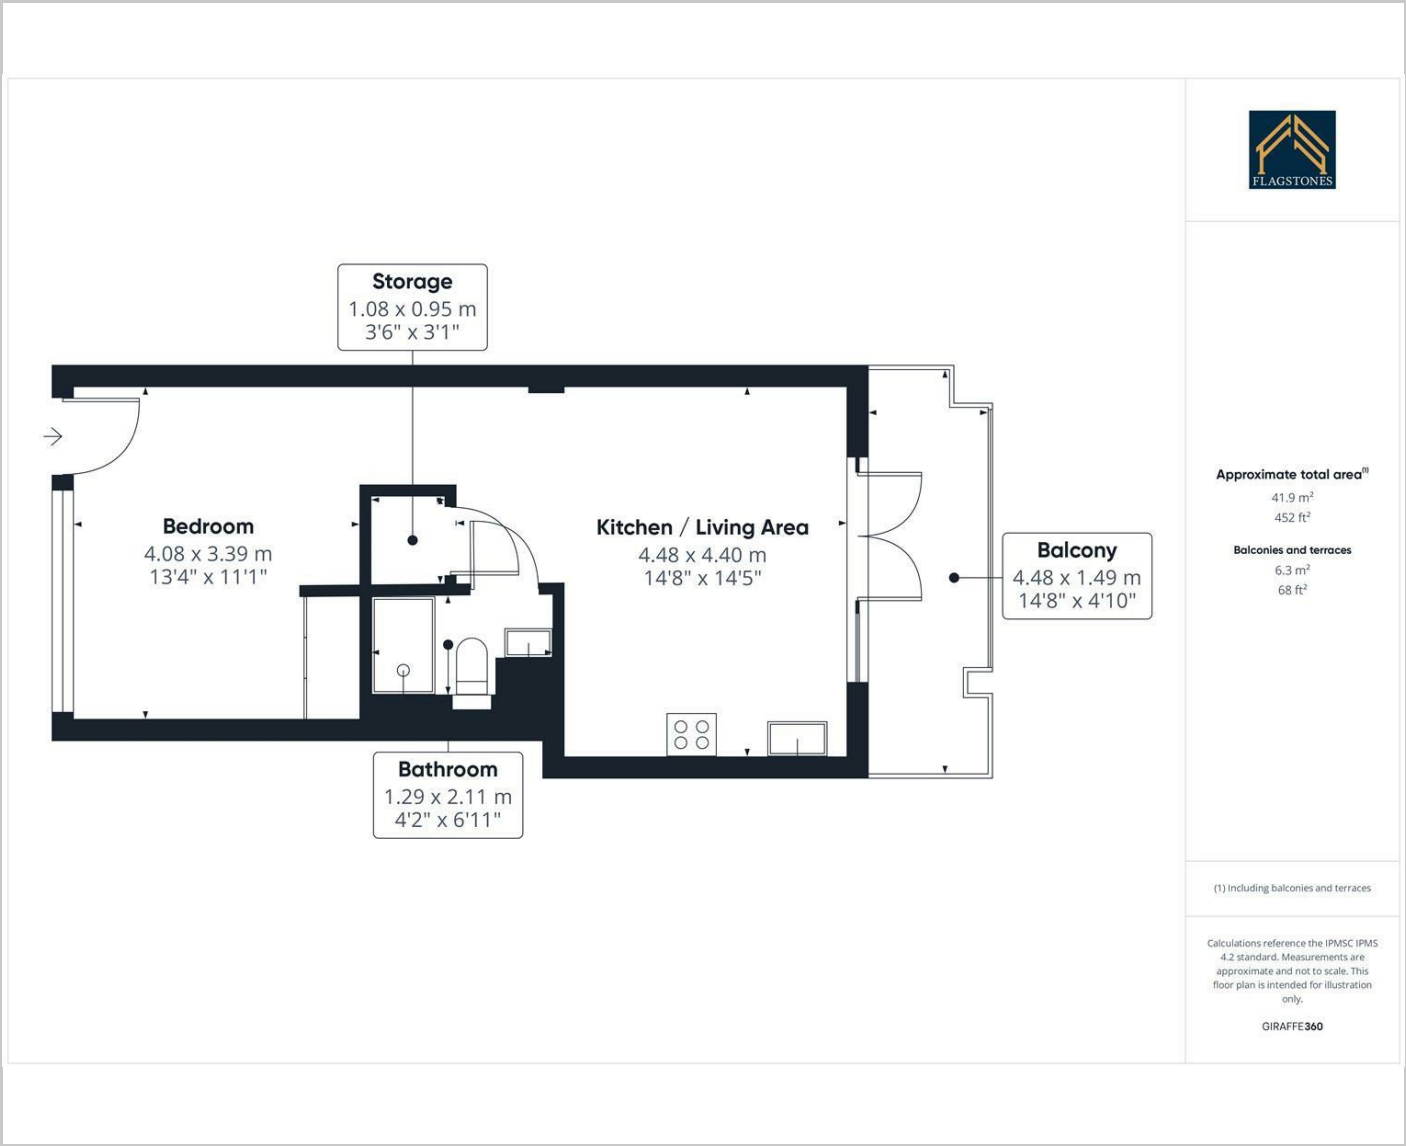 FLAGSTONES
Storage
1.08 x 0.95 m
3'6" x 3'1"
Bedroom
4.08 x 3.39 m
13'4" x 11'1"
Kitchen / Living Area
4.48 x 4.40 m
14'8" x 14'5"
Balcony
4.48 x 1.49 m
14'8" x 4'10"
Bathroom
1.29 x 2.11 m
4'2" x 6'11"
Approximate total area(1)
41.9 m²
452 ft²
Balconies and terraces
6.3 m²
68 ft²
(1) Including balconies and terraces
Calculations reference the IPMSC IPMS
4.2 standard. Measurements are
approximate and not to scale. This
floor plan is intended for illustration
only.
GIRAFFE360